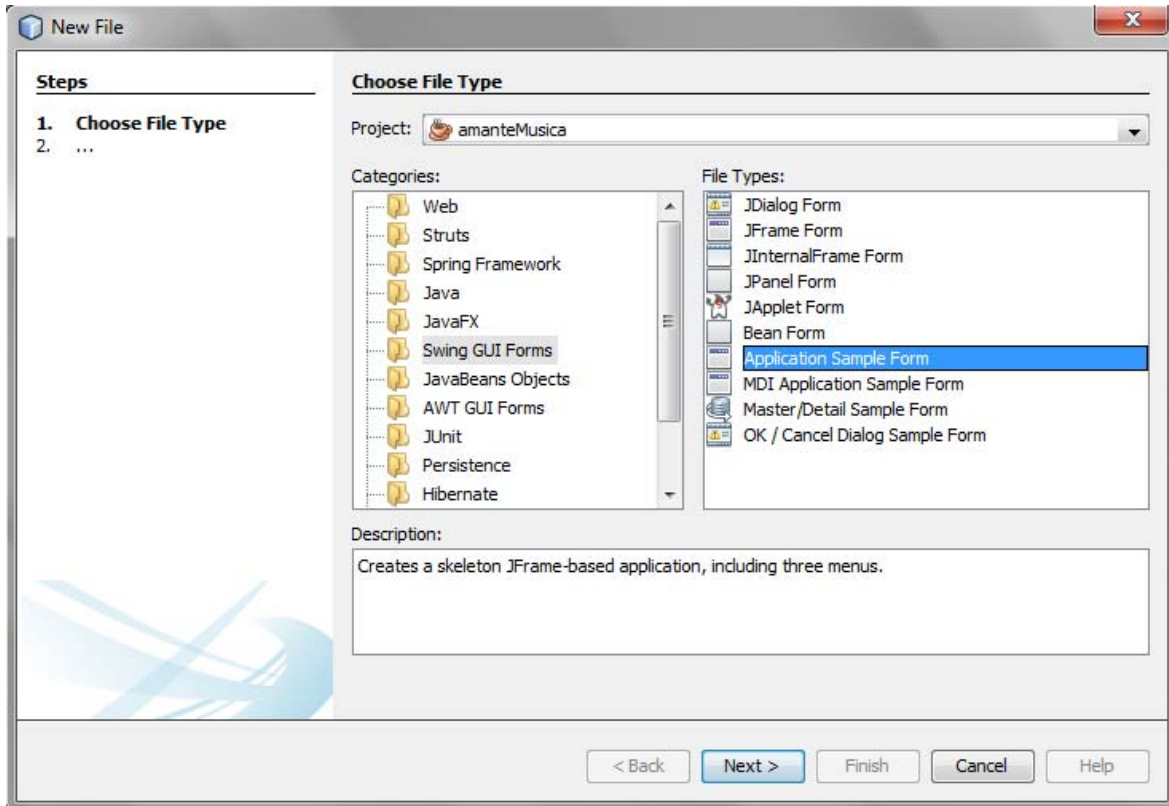 New File
Steps
1. Choose File Type
2. ...
Choose File Type
Project: amanteMusica
Categories:
Web
Struts
Spring Framework
Java
JavaFX
Swing GUI Forms
JavaBeans Objects
AWT GUI Forms
JUnit
Persistence
Hibernate
File Types:
JDialog Form
JFrame Form
JInternalFrame Form
JPanel Form
JApplet Form
Bean Form
Application Sample Form
MDI Application Sample Form
Master/Detail Sample Form
OK / Cancel Dialog Sample Form
Description:
Creates a skeleton JFrame-based application, including three menus.
< Back Next > Finish Cancel Help